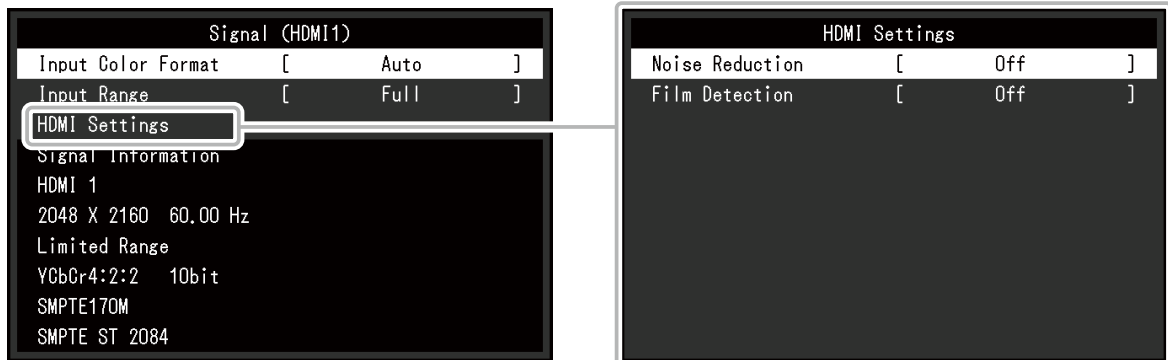 Signal (HDMI1)
Input Color Format [ Auto ]
Input Range [ Full ]
HDMI Settings
Signal Information
HDMI 1
2048 X 2160 60.00 Hz
Limited Range
YCbCr4:2:2 10bit
SMPTE170M
SMPTE ST 2084
HDMI Settings
Noise Reduction [ Off ]
Film Detection [ Off ]